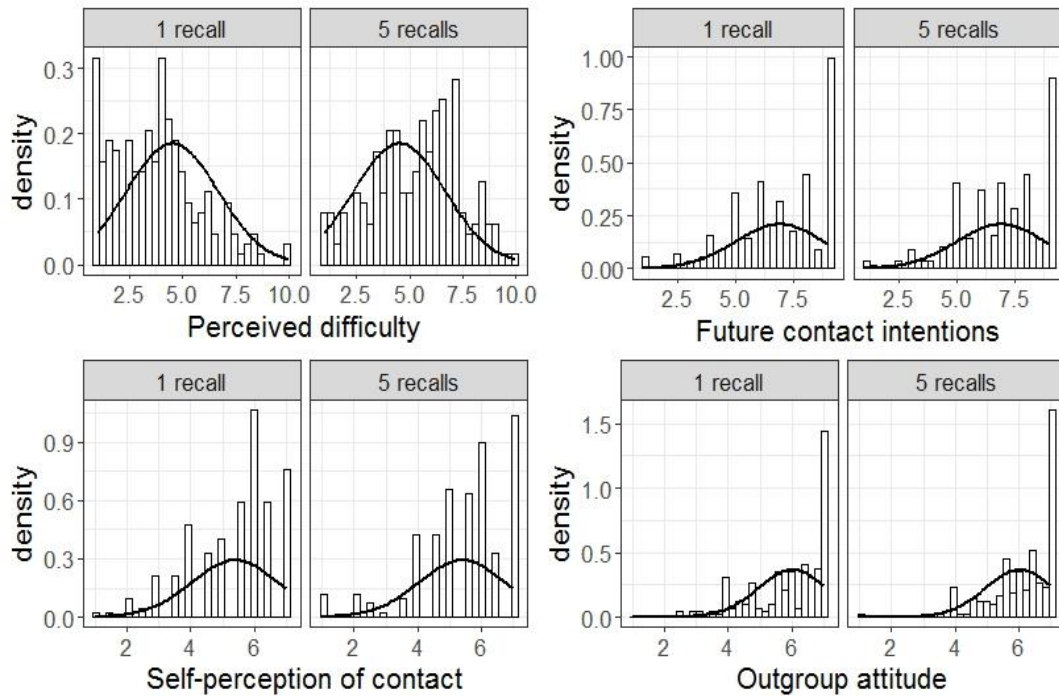 1 recall 5 recalls
0.3
0.2
0.1
0.0
density
2.5 5.0 7.5 10.0 2.5 5.0 7.5 10.0
Perceived difficulty
1 recall 5 recalls
1.00
0.75
0.50
0.25
0.00
density
2.5 5.0 7.5 2.5 5.0 7.5
Future contact intentions
1 recall 5 recalls
0.9
0.6
0.3
0.0
density
2 4 6 2 4 6
Self-perception of contact
1 recall 5 recalls
1.5
1.0
0.5
0.0
density
2 4 6 2 4 6
Outgroup attitude